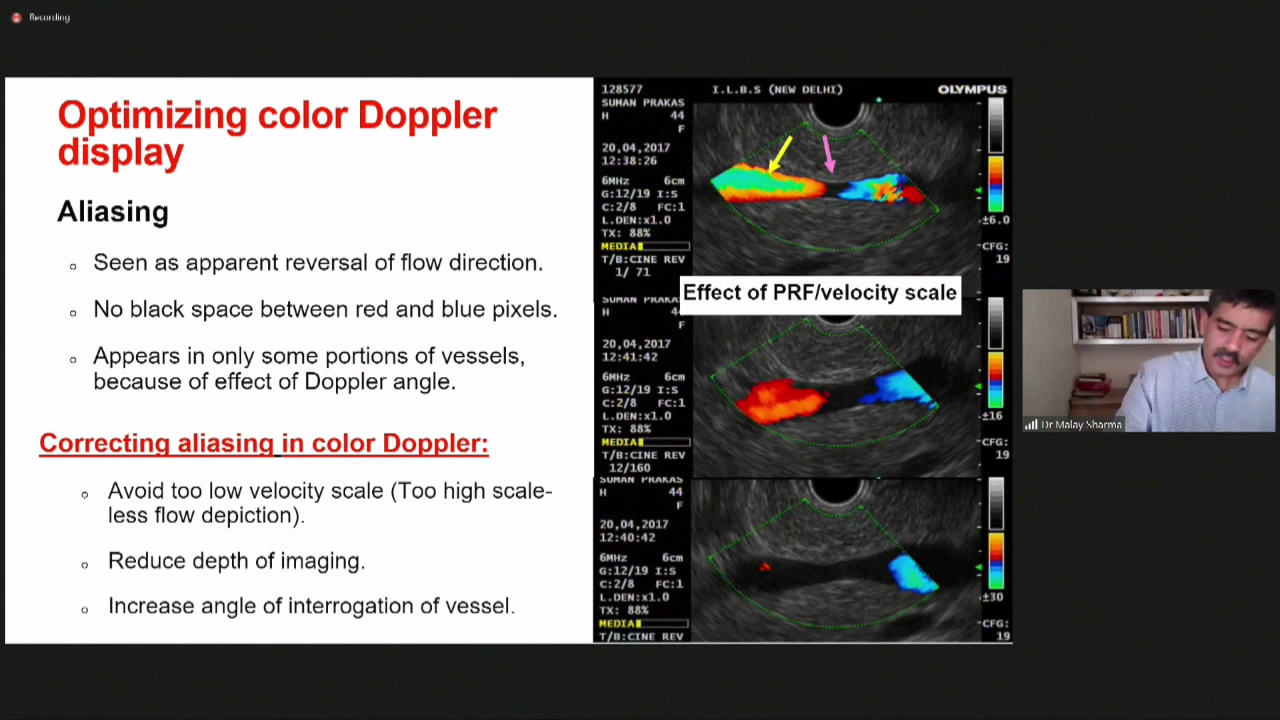 Recording
Optimizing color Doppler
display
Aliasing
Seen as apparent reversal of flow direction.
No black space between red and blue pixels.
Appears in only some portions of vessels,
because of effect of Doppler angle.
Correcting aliasing in color Doppler:
Avoid too low velocity scale (Too high scale-
less flow depiction).
Reduce depth of imaging.
Increase angle of interrogation of vessel.
128577 I.L.B.S (NEW DELHI) OLYMPUS
SUMAN PRAKAS
H 44
F
20,04,2017
12:38:26
6MHz 6cm
G:12/19 I:S
C:2/8 FC:1
L.DEN:x1.0
TX: 88%
MEDIA
T/B:CINE REV
1/ 71
±6.0
CFG:
19
Effect of PRF/velocity scale
SUMAN PRAKAS
H 44
F
20,04,2017
12:41:42
6MHz 6cm
G:12/19 I:S
C:2/8 FC:1
L.DEN:x1.0
TX: 88%
MEDIA
T/B:CINE REV
12/160
±16
CFG:
19
SUMAN PRAKAS
H 44
F
20,04,2017
12:40:42
6MHz 6cm
G:12/19 I:S
C:2/8 FC:1
L.DEN:x1.0
TX: 88%
MEDIA
T/B:CINE REV
±30
CFG:
19
Dr Malay Sharma